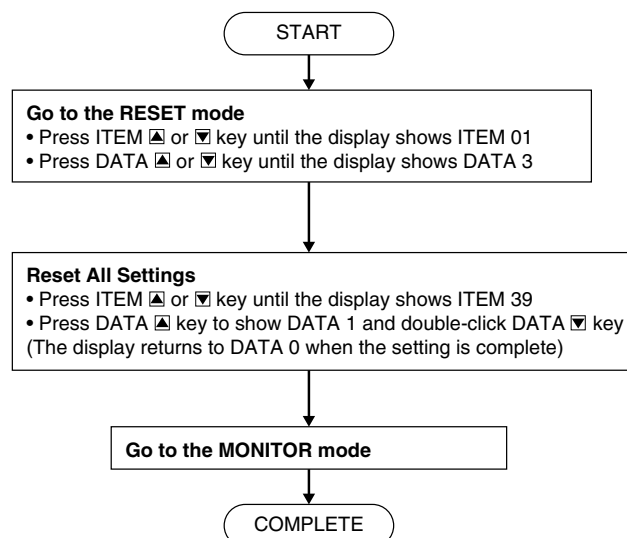 START
Go to the RESET mode
• Press ITEM ▲ or ▼ key until the display shows ITEM 01
• Press DATA ▲ or ▼ key until the display shows DATA 3
Reset All Settings
• Press ITEM ▲ or ▼ key until the display shows ITEM 39
• Press DATA ▲ key to show DATA 1 and double-click DATA ▼ key
(The display returns to DATA 0 when the setting is complete)
Go to the MONITOR mode
COMPLETE